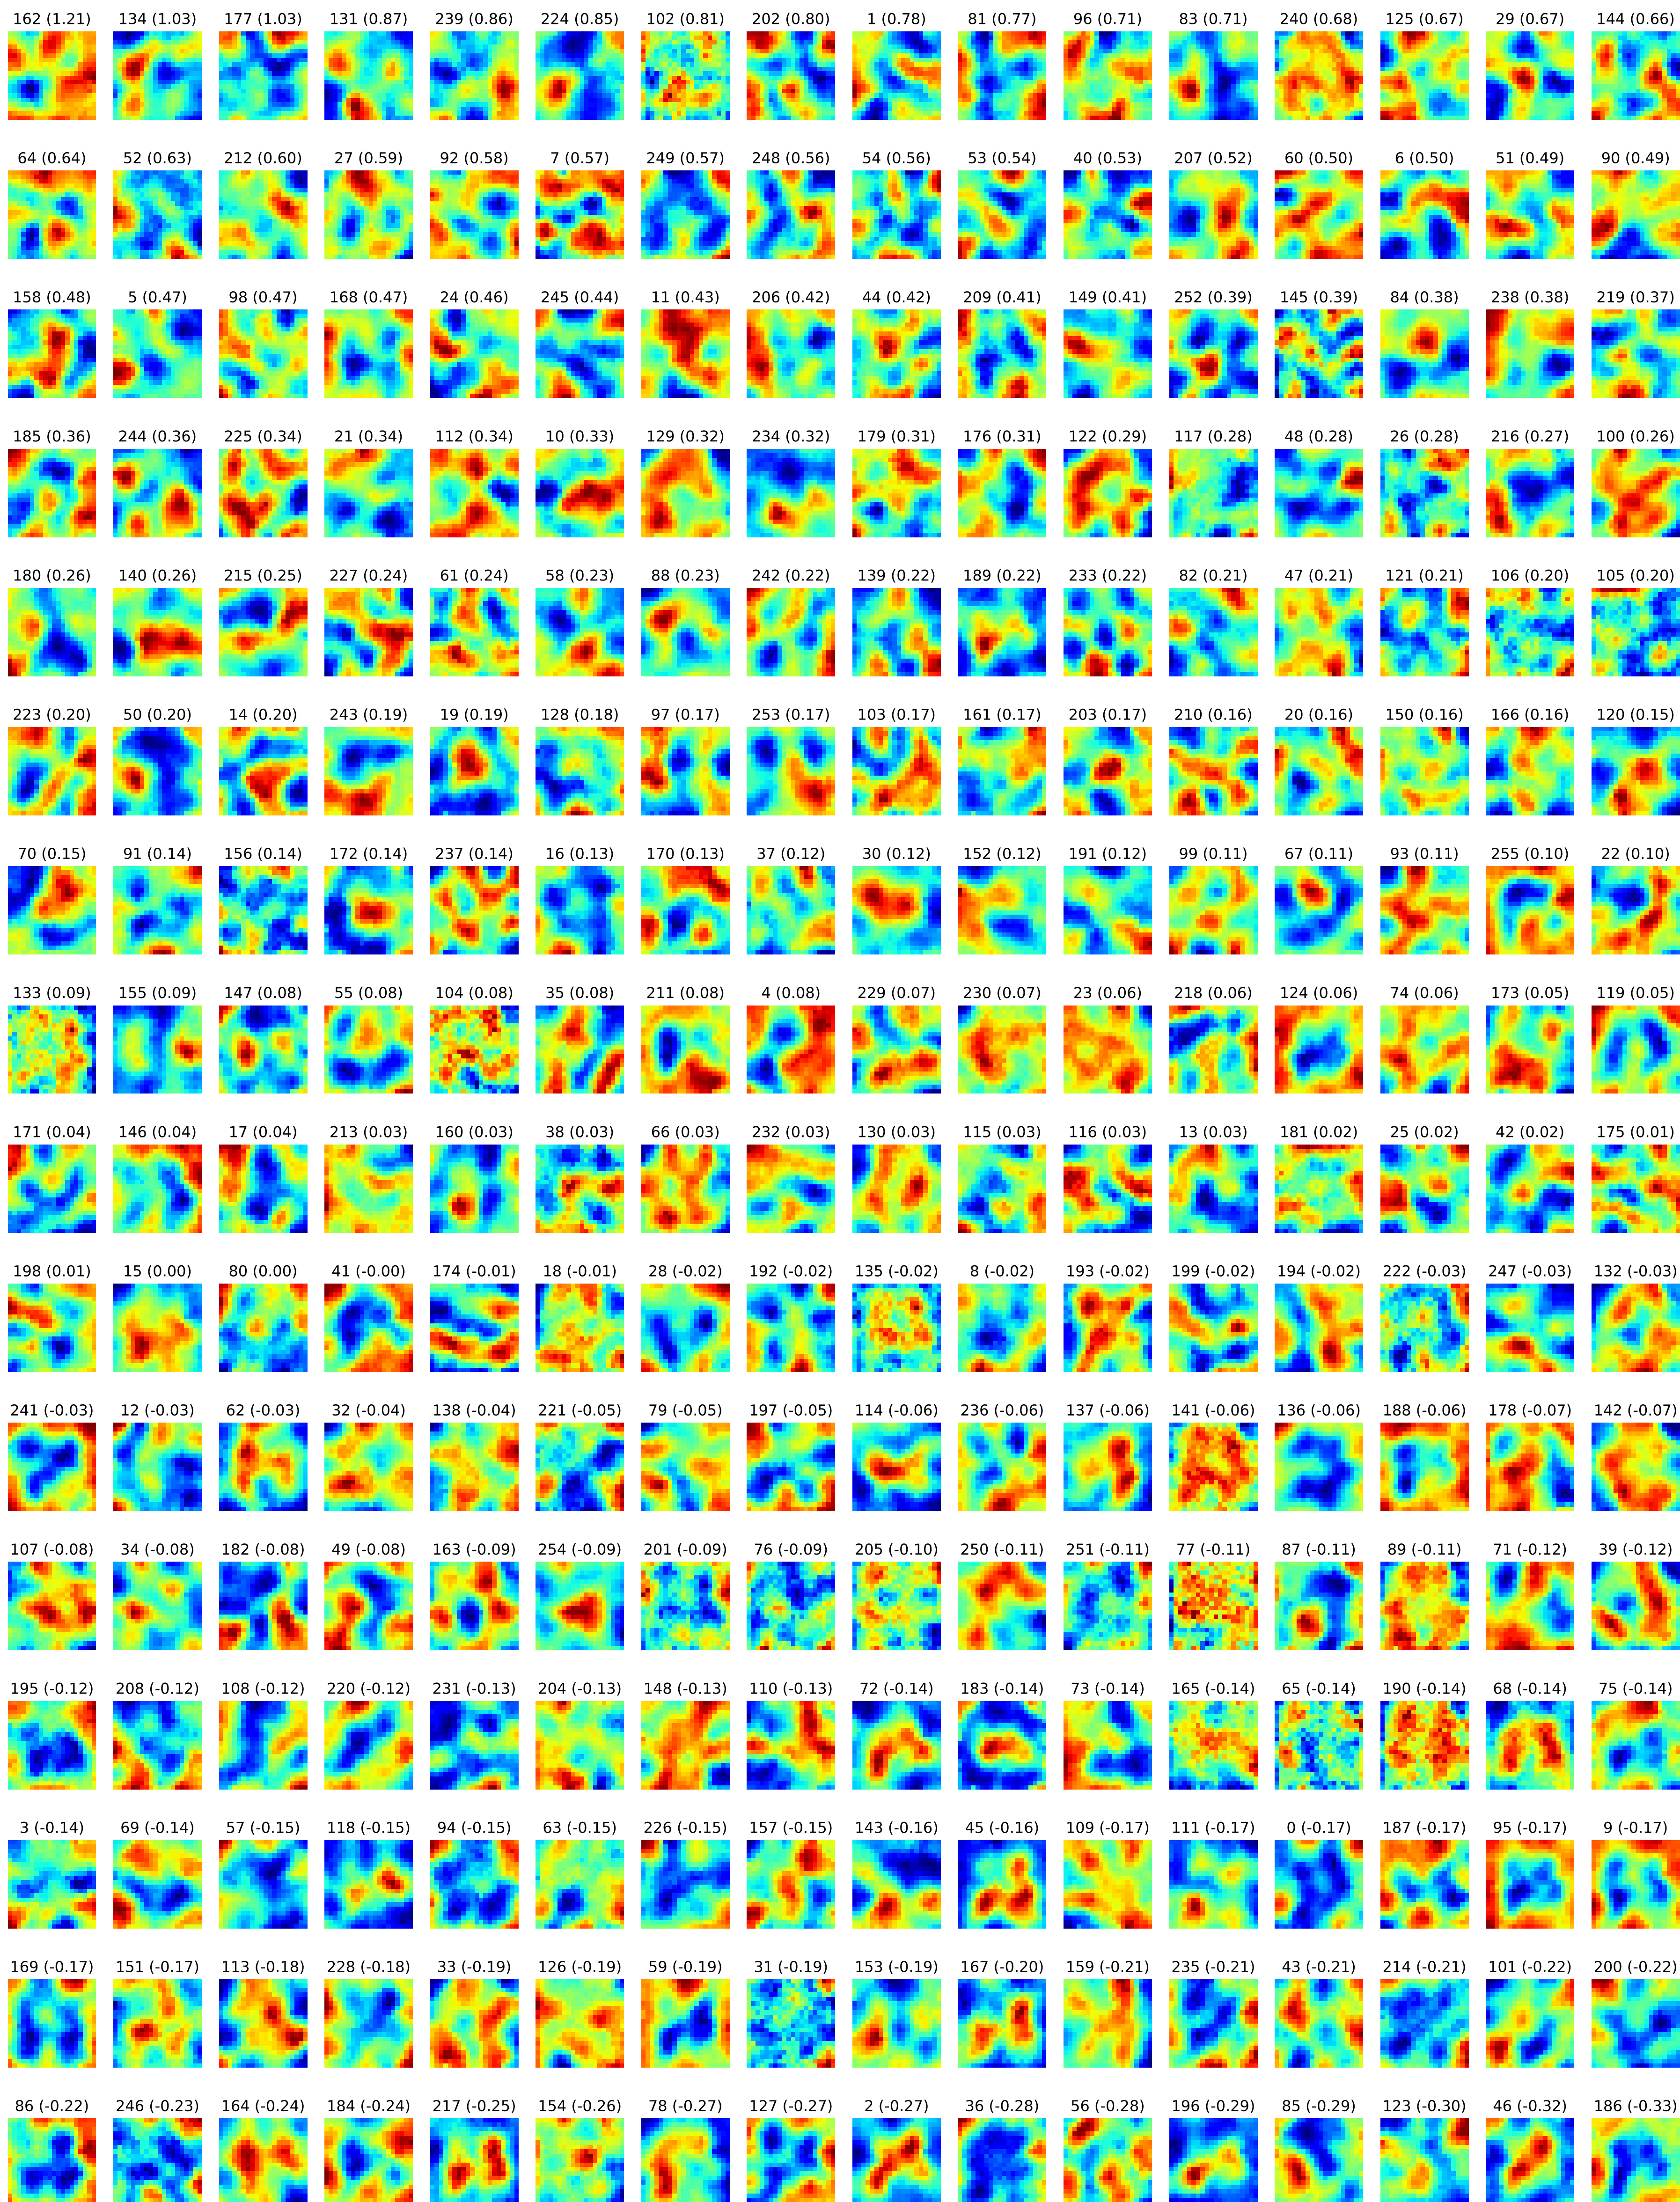 162 (1.21) 134 (1.03) 177 (1.03) 131 (0.87) 239 (0.86) 224 (0.85) 102 (0.81) 202 (0.80) 1 (0.78) 81 (0.77) 96 (0.71) 83 (0.71) 240 (0.68) 125 (0.67) 29 (0.67) 144 (0.66)
64 (0.64) 52 (0.63) 212 (0.60) 27 (0.59) 92 (0.58) 7 (0.57) 249 (0.57) 248 (0.56) 54 (0.56) 53 (0.54) 40 (0.53) 207 (0.52) 60 (0.50) 6 (0.50) 51 (0.49) 90 (0.49)
158 (0.48) 5 (0.47) 98 (0.47) 168 (0.47) 24 (0.46) 245 (0.44) 11 (0.43) 206 (0.42) 44 (0.42) 209 (0.41) 149 (0.41) 252 (0.39) 145 (0.39) 84 (0.38) 238 (0.38) 219 (0.37)
185 (0.36) 244 (0.36) 225 (0.34) 21 (0.34) 112 (0.34) 10 (0.33) 129 (0.32) 234 (0.32) 179 (0.31) 176 (0.31) 122 (0.29) 117 (0.28) 48 (0.28) 26 (0.28) 216 (0.27) 100 (0.26)
180 (0.26) 140 (0.26) 215 (0.25) 227 (0.24) 61 (0.24) 58 (0.23) 88 (0.23) 242 (0.22) 139 (0.22) 189 (0.22) 233 (0.22) 82 (0.21) 47 (0.21) 121 (0.21) 106 (0.20) 105 (0.20)
223 (0.20) 50 (0.20) 14 (0.20) 243 (0.19) 19 (0.19) 128 (0.18) 97 (0.17) 253 (0.17) 103 (0.17) 161 (0.17) 203 (0.17) 210 (0.16) 20 (0.16) 150 (0.16) 166 (0.16) 120 (0.15)
70 (0.15) 91 (0.14) 156 (0.14) 172 (0.14) 237 (0.14) 16 (0.13) 170 (0.13) 37 (0.12) 30 (0.12) 152 (0.12) 191 (0.12) 99 (0.11) 67 (0.11) 93 (0.11) 255 (0.10) 22 (0.10)
133 (0.09) 155 (0.09) 147 (0.08) 55 (0.08) 104 (0.08) 35 (0.08) 211 (0.08) 4 (0.08) 229 (0.07) 230 (0.07) 23 (0.06) 218 (0.06) 124 (0.06) 74 (0.06) 173 (0.05) 119 (0.05)
171 (0.04) 146 (0.04) 17 (0.04) 213 (0.03) 160 (0.03) 38 (0.03) 66 (0.03) 232 (0.03) 130 (0.03) 115 (0.03) 116 (0.03) 13 (0.03) 181 (0.02) 25 (0.02) 42 (0.02) 175 (0.01)
198 (0.01) 15 (0.00) 80 (0.00) 41 (-0.00) 174 (-0.01) 18 (-0.01) 28 (-0.02) 192 (-0.02) 135 (-0.02) 8 (-0.02) 193 (-0.02) 199 (-0.02) 194 (-0.02) 222 (-0.03) 247 (-0.03) 132 (-0.03)
241 (-0.03) 12 (-0.03) 62 (-0.03) 32 (-0.04) 138 (-0.04) 221 (-0.05) 79 (-0.05) 197 (-0.05) 114 (-0.06) 236 (-0.06) 137 (-0.06) 141 (-0.06) 136 (-0.06) 188 (-0.06) 178 (-0.07) 142 (-0.07)
107 (-0.08) 34 (-0.08) 182 (-0.08) 49 (-0.08) 163 (-0.09) 254 (-0.09) 201 (-0.09) 76 (-0.09) 205 (-0.10) 250 (-0.11) 251 (-0.11) 77 (-0.11) 87 (-0.11) 89 (-0.11) 71 (-0.12) 39 (-0.12)
195 (-0.12) 208 (-0.12) 108 (-0.12) 220 (-0.12) 231 (-0.13) 204 (-0.13) 148 (-0.13) 110 (-0.13) 72 (-0.14) 183 (-0.14) 73 (-0.14) 165 (-0.14) 65 (-0.14) 190 (-0.14) 68 (-0.14) 75 (-0.14)
3 (-0.14) 69 (-0.14) 57 (-0.15) 118 (-0.15) 94 (-0.15) 63 (-0.15) 226 (-0.15) 157 (-0.15) 143 (-0.16) 45 (-0.16) 109 (-0.17) 111 (-0.17) 0 (-0.17) 187 (-0.17) 95 (-0.17) 9 (-0.17)
169 (-0.17) 151 (-0.17) 113 (-0.18) 228 (-0.18) 33 (-0.19) 126 (-0.19) 59 (-0.19) 31 (-0.19) 153 (-0.19) 167 (-0.20) 159 (-0.21) 235 (-0.21) 43 (-0.21) 214 (-0.21) 101 (-0.22) 200 (-0.22)
86 (-0.22) 246 (-0.23) 164 (-0.24) 184 (-0.24) 217 (-0.25) 154 (-0.26) 78 (-0.27) 127 (-0.27) 2 (-0.27) 36 (-0.28) 56 (-0.28) 196 (-0.29) 85 (-0.29) 123 (-0.30) 46 (-0.32) 186 (-0.33)